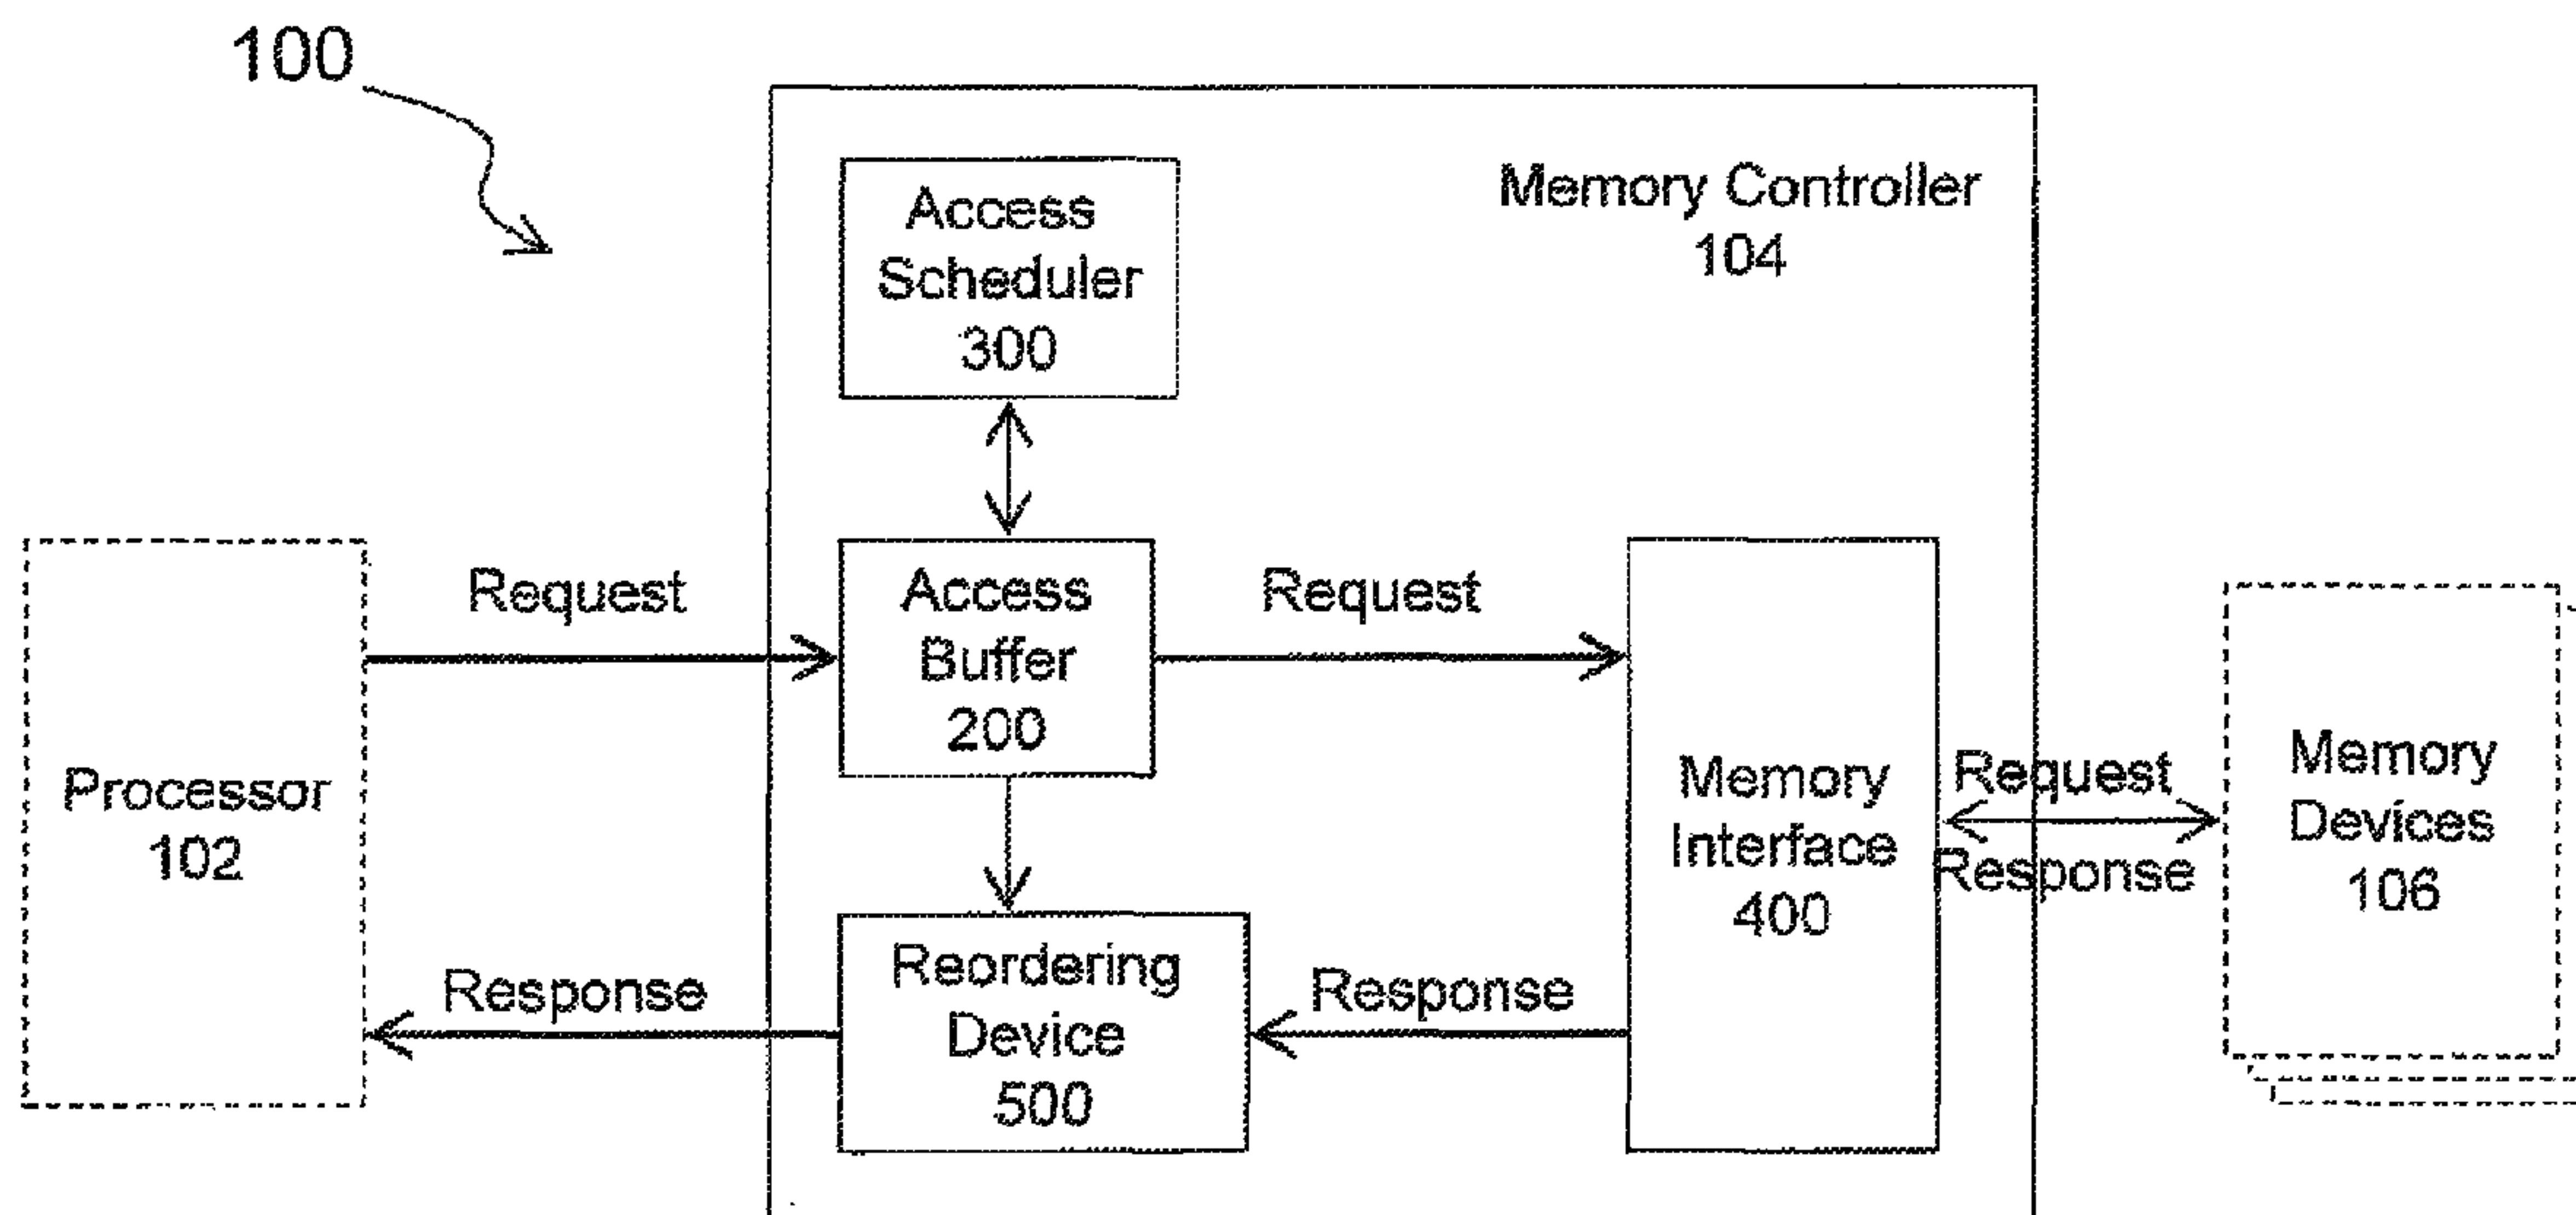 100
Memory Controller
104
Access
Scheduler
300
Request
Access
Buffer
200
Request
Processor
102
Memory
Interface
400
Request
Response
Memory
Devices
106
Response
Reordering
Device
500
Response